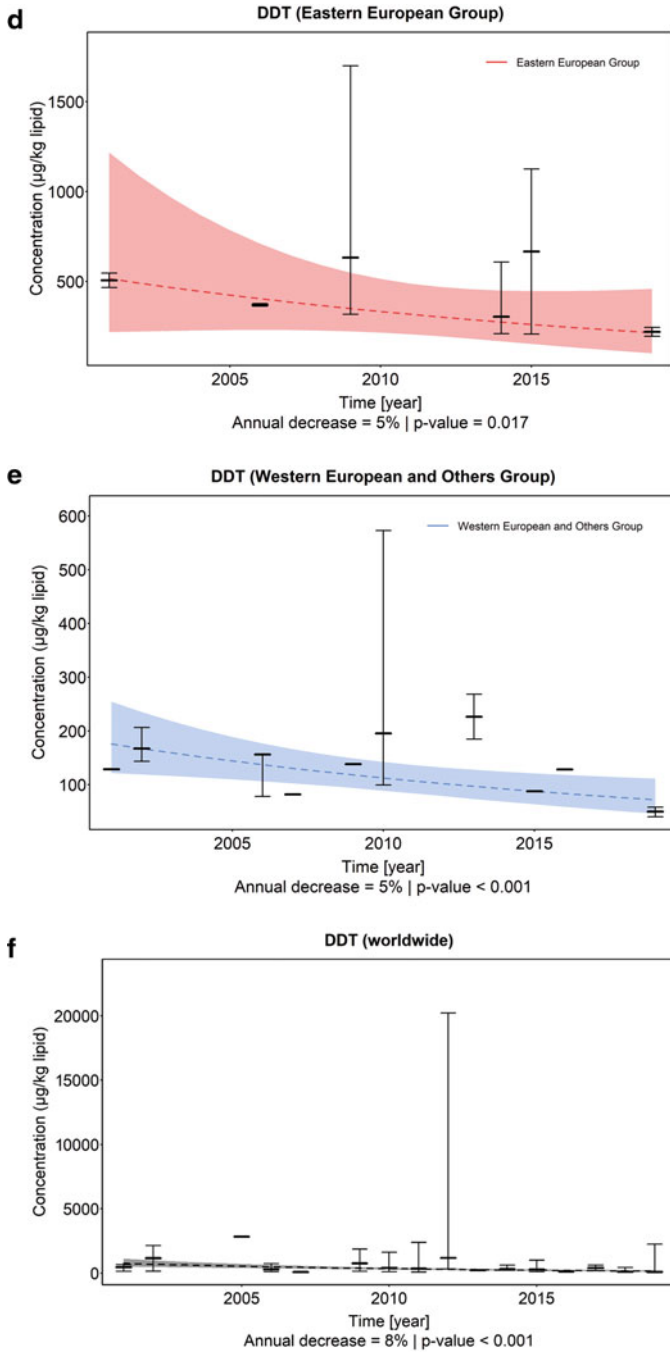 d
DDT (Eastern European Group)
Eastern European Group
Concentration (µg/kg lipid)
1500
1000
500
2005 2010 2015
Time [year]
Annual decrease = 5% | p-value = 0.017
e
DDT (Western European and Others Group)
Western European and Others Group
Concentration (µg/kg lipid)
600
500
400
300
200
100
2005 2010 2015
Time [year]
Annual decrease = 5% | p-value < 0.001
f
DDT (worldwide)
Concentration (µg/kg lipid)
20000
15000
10000
5000
0
2005 2010 2015
Time [year]
Annual decrease = 8% | p-value < 0.001